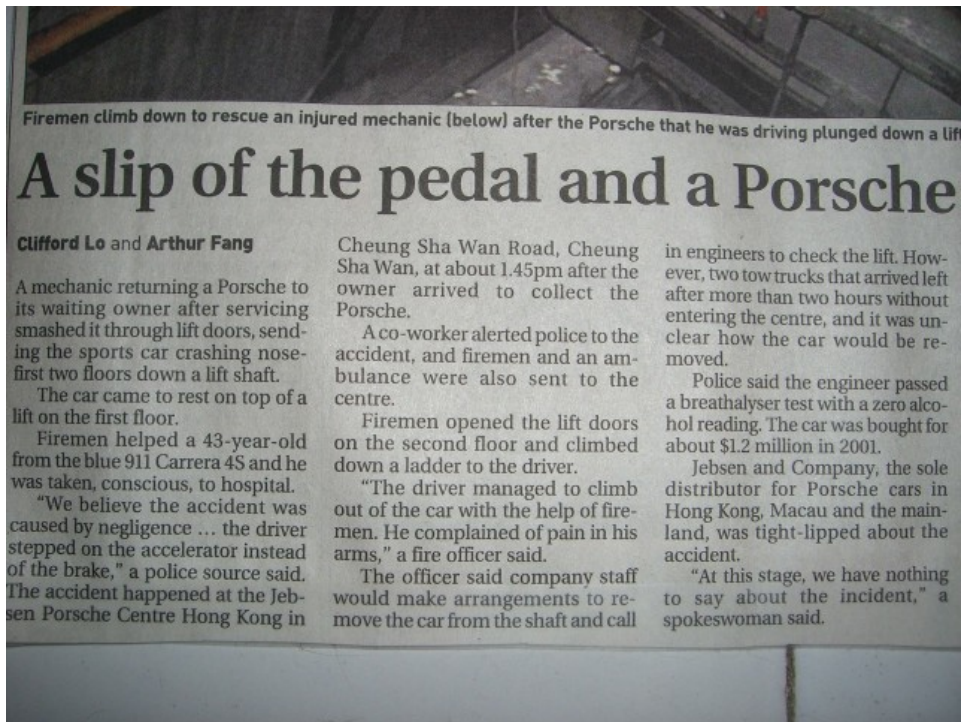 Firemen climb down to rescue an injured mechanic (below) after the Porsche that he was driving plunged down a lift
A slip of the pedal and a Porsche
Clifford Lo and Arthur Fang
A mechanic returning a Porsche to
its waiting owner after servicing
smashed it through lift doors, send-
ing the sports car crashing nose-
first two floors down a lift shaft.
The car came to rest on top of a
lift on the first floor.
Firemen helped a 43-year-old
from the blue 911 Carrera 4S and he
was taken, conscious, to hospital.
“We believe the accident was
caused by negligence ... the driver
stepped on the accelerator instead
of the brake,” a police source said.
The accident happened at the Jeb-
sen Porsche Centre Hong Kong in
Cheung Sha Wan Road, Cheung
Sha Wan, at about 1.45pm after the
owner arrived to collect the
Porsche.
A co-worker alerted police to the
accident, and firemen and an am-
bulance were also sent to the
centre.
Firemen opened the lift doors
on the second floor and climbed
down a ladder to the driver.
“The driver managed to climb
out of the car with the help of fire-
men. He complained of pain in his
arms,” a fire officer said.
The officer said company staff
would make arrangements to re-
move the car from the shaft and call
in engineers to check the lift. How-
ever, two tow trucks that arrived left
after more than two hours without
entering the centre, and it was un-
clear how the car would be re-
moved.
Police said the engineer passed
a breathalyser test with a zero alco-
hol reading. The car was bought for
about $1.2 million in 2001.
Jebsen and Company, the sole
distributor for Porsche cars in
Hong Kong, Macau and the main-
land, was tight-lipped about the
accident.
“At this stage, we have nothing
to say about the incident,” a
spokeswoman said.